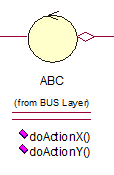 ABC
(from BUS Layer)
doActionX()
doActionY()